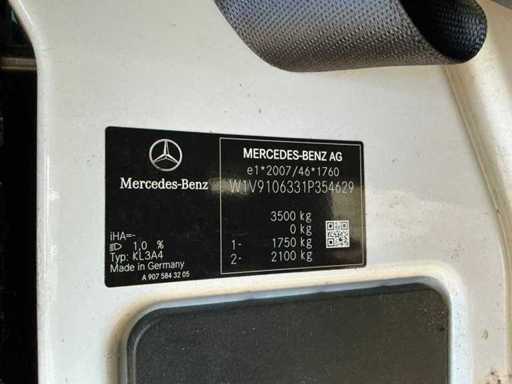 Mercedes-Benz
MERCEDES-BENZ AG
e1*2007/46*1760
W1V9106331P354629
3500 kg
0 kg
1- 1750 kg
2- 2100 kg
iHA=-
1,0 %
Typ: KL3A4
Made in Germany
A 907 584 32 05